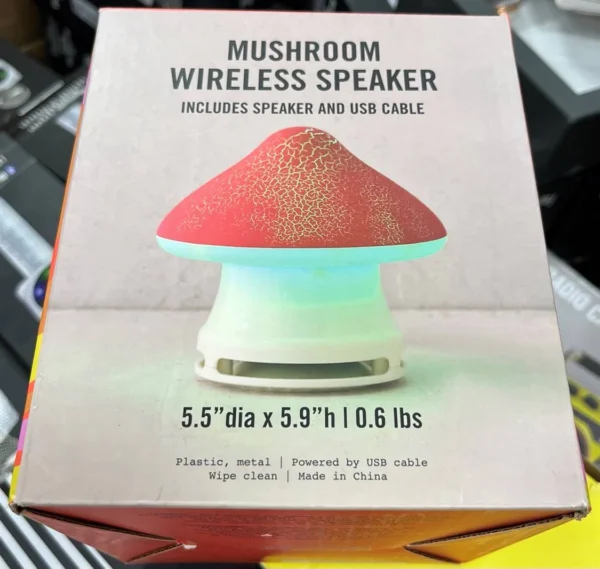 MUSHROOM
WIRELESS SPEAKER
INCLUDES SPEAKER AND USB CABLE
5.5"dia x 5.9"h | 0.6 lbs
Plastic, metal | Powered by USB cable
Wipe clean | Made in China